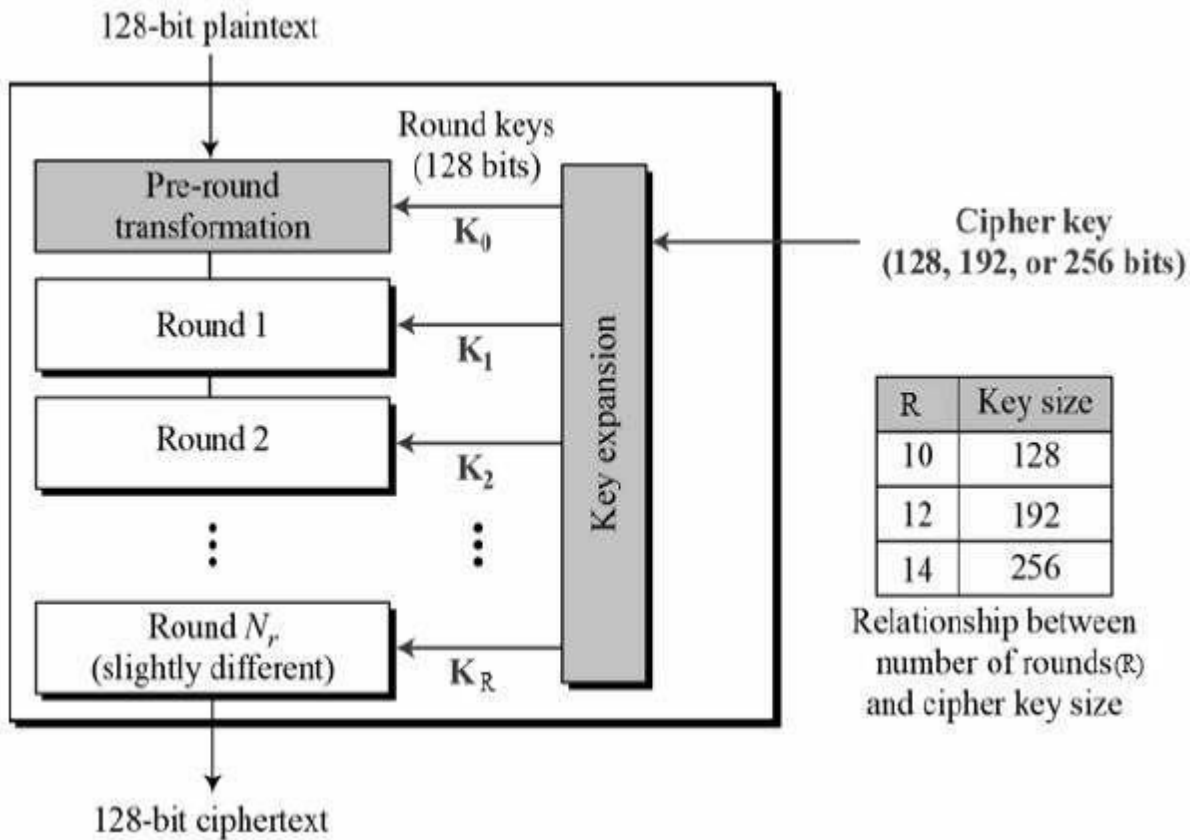 128-bit plaintext
Round keys
(128 bits)
Pre-round
transformation
K₀
Cipher key
(128, 192, or 256 bits)
Round 1
K₁
Round 2
K₂
Key expansion
R Key size
10 128
12 192
14 256
Relationship between
number of rounds(R)
and cipher key size
Round Nᵣ
(slightly different)
K_R
128-bit ciphertext